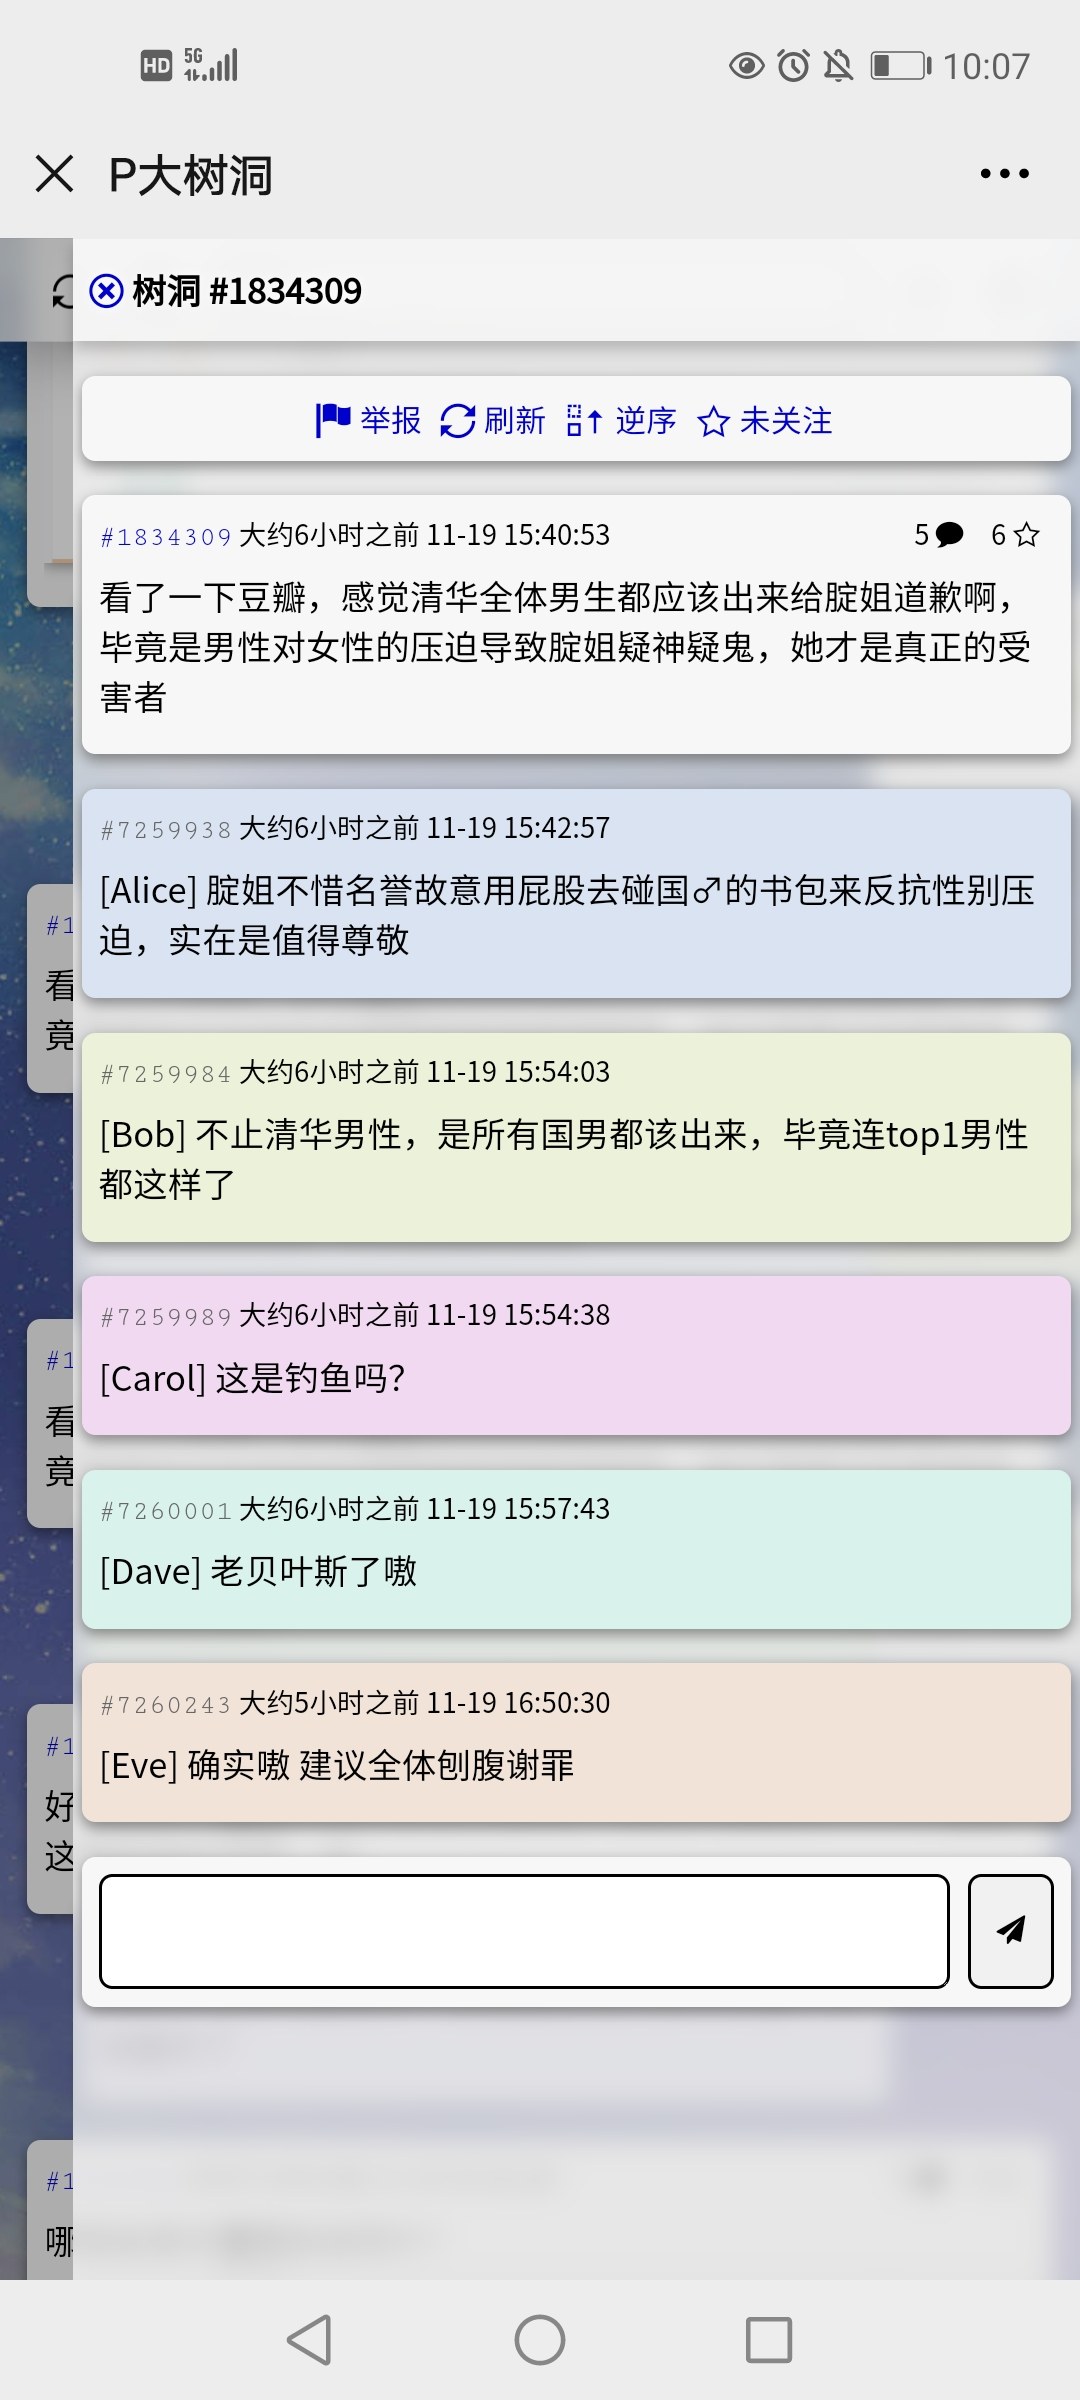 HD 5G 10:07
P大树洞
树洞 #1834309
举报 刷新 逆序 未关注
#1834309 大约6小时之前 11-19 15:40:53 5 6
看了一下豆瓣，感觉清华全体男生都应该出来给腚姐道歉啊，
毕竟是男性对女性的压迫导致腚姐疑神疑鬼，她才是真正的受
害者
#7259938 大约6小时之前 11-19 15:42:57
[Alice] 腚姐不惜名誉故意用屁股去碰国♂的书包来反抗性别压
迫，实在是值得尊敬
#7259984 大约6小时之前 11-19 15:54:03
[Bob] 不止清华男性，是所有国男都该出来，毕竟连top1男性
都这样了
#7259989 大约6小时之前 11-19 15:54:38
[Carol] 这是钓鱼吗？
#7260001 大约6小时之前 11-19 15:57:43
[Dave] 老贝叶斯了嗷
#7260243 大约5小时之前 11-19 16:50:30
[Eve] 确实嗷 建议全体刨腹谢罪
#1
看
竟
#1
看
竟
#1
好
这
#1
哪